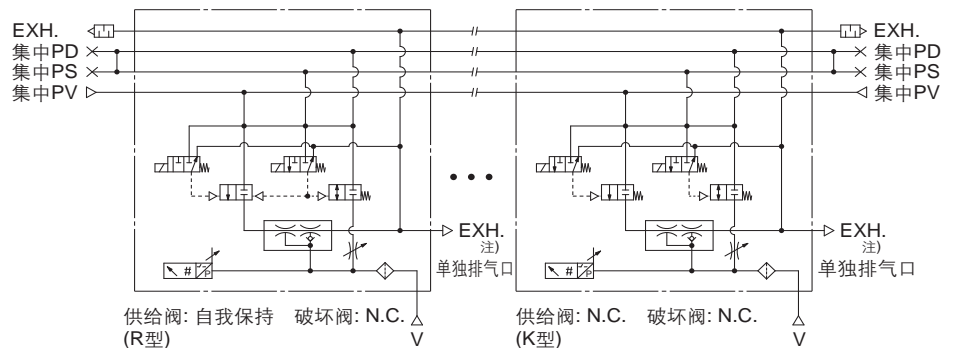 EXH.
集中PD
集中PS
集中PV
EXH.
集中PD
集中PS
集中PV
EXH.
注)
单独排气口
EXH.
注)
单独排气口
# P
# P
供给阀: 自我保持 破坏阀: N.C.
(R型)
V
供给阀: N.C. 破坏阀: N.C.
(K型)
V